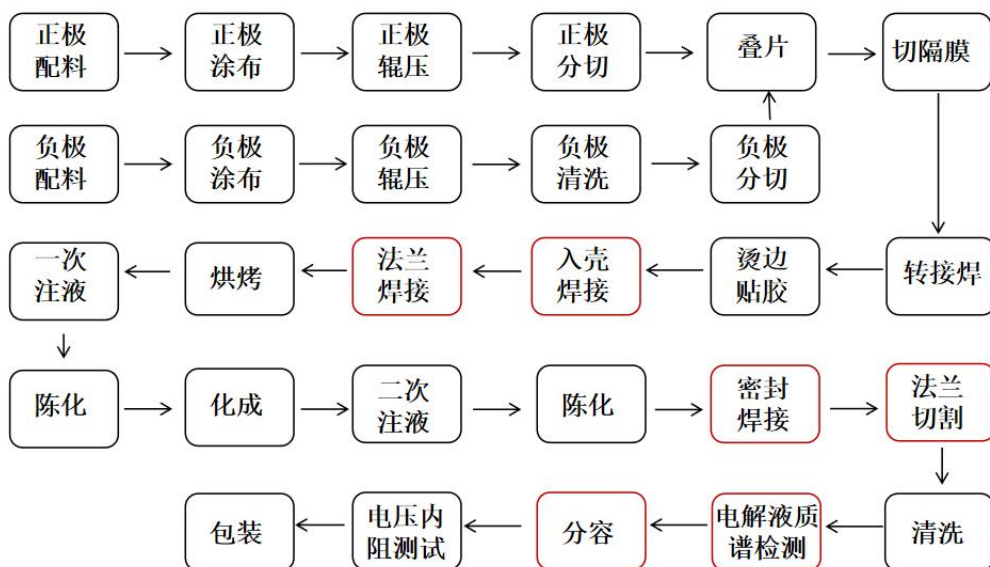 正极
配料
正极
涂布
正极
辊压
正极
分切
叠片
切隔膜
负极
配料
负极
涂布
负极
辊压
负极
清洗
负极
分切
一次
注液
烘烤
法兰
焊接
入壳
焊接
烫边
贴胶
转接焊
陈化
化成
二次
注液
陈化
密封
焊接
法兰
切割
包装
电压内
阻测试
分容
电解液质
谱检测
清洗